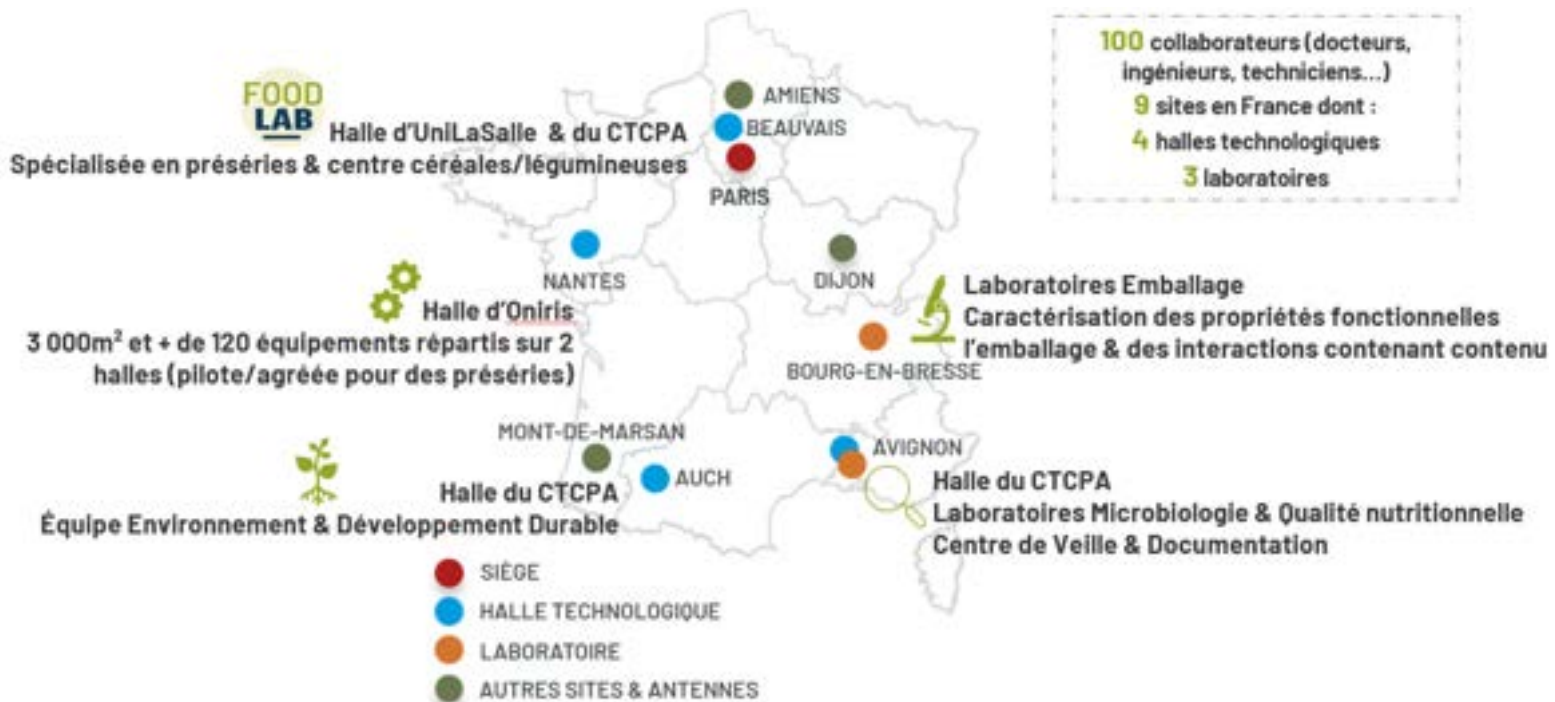 100 collaborateurs (docteurs,
ingénieurs, techniciens...)
9 sites en France dont :
4 halles technologiques
3 laboratoires
FOOD
LAB
Halle d'UniLaSalle & du CTCPA
Spécialisée en préséries & centre céréales/légumineuses
AMIENS
BEAUVAIS
PARIS
NANTES
DIJON
Halle d'Oniris
3 000m² et + de 120 équipements répartis sur 2
halles (pilote/agréée pour des préséries)
Laboratoires Emballage
Caractérisation des propriétés fonctionnelles
l'emballage & des interactions contenant contenu
BOURG-EN-BRESSE
MONT-DE-MARSAN
AUCH
Halle du CTCPA
Équipe Environnement & Développement Durable
AVIGNON
Halle du CTCPA
Laboratoires Microbiologie & Qualité nutritionnelle
Centre de Veille & Documentation
SIÈGE
HALLE TECHNOLOGIQUE
LABORATOIRE
AUTRES SITES & ANTENNES